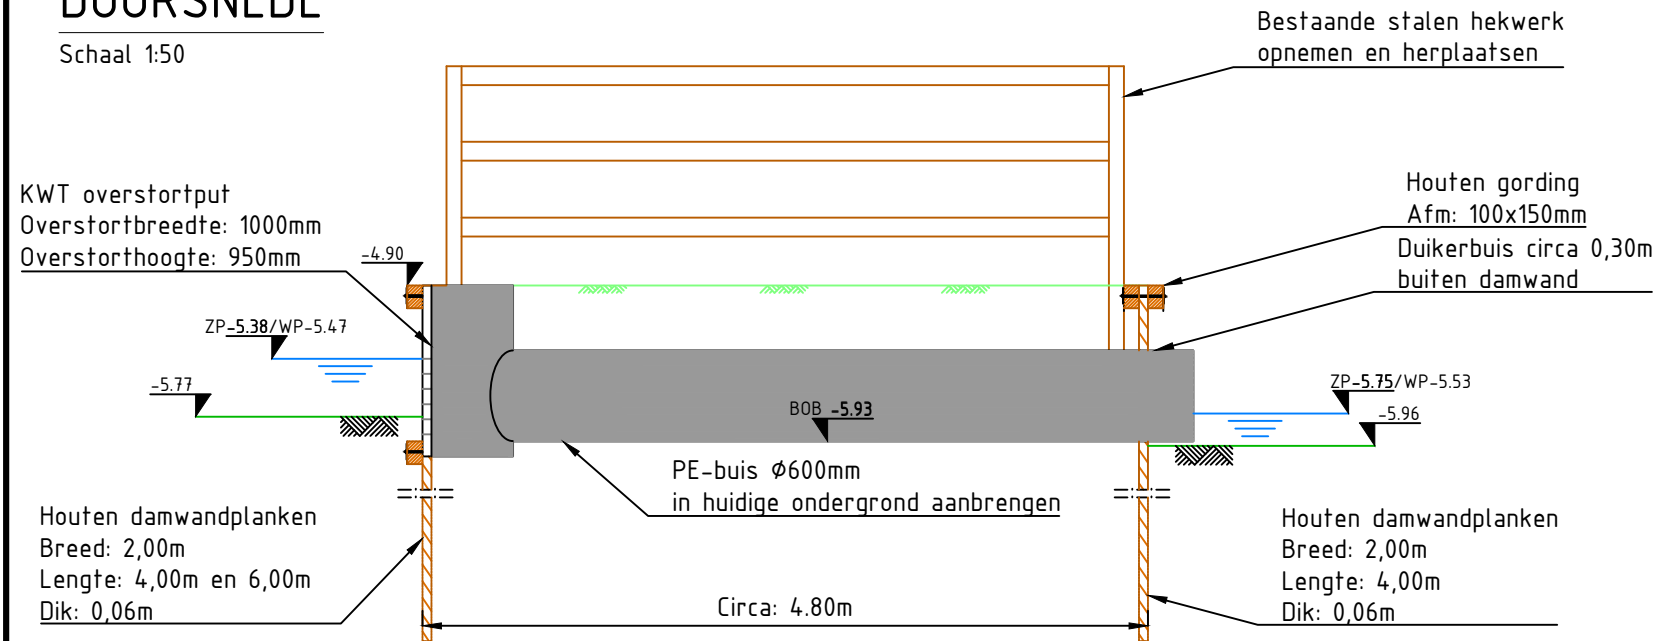 DOORSNEDE
Schaal 1:50
Bestaande stalen hekwerk
opnemen en herplaatsen
KWT overstortput
Overstortbreedte: 1000mm
Overstorthoogte: 950mm
-4.90
Houten gording
Afm: 100x150mm
Duikerbuis circa 0,30m
buiten damwand
ZP-5.38/WP-5.47
-5.77
BOB -5.93
ZP-5.75/WP-5.53
-5.96
PE-buis Ø600mm
in huidige ondergrond aanbrengen
Houten damwandplanken
Breed: 2,00m
Lengte: 4,00m en 6,00m
Dik: 0,06m
Circa: 4.80m
Houten damwandplanken
Breed: 2,00m
Lengte: 4,00m
Dik: 0,06m